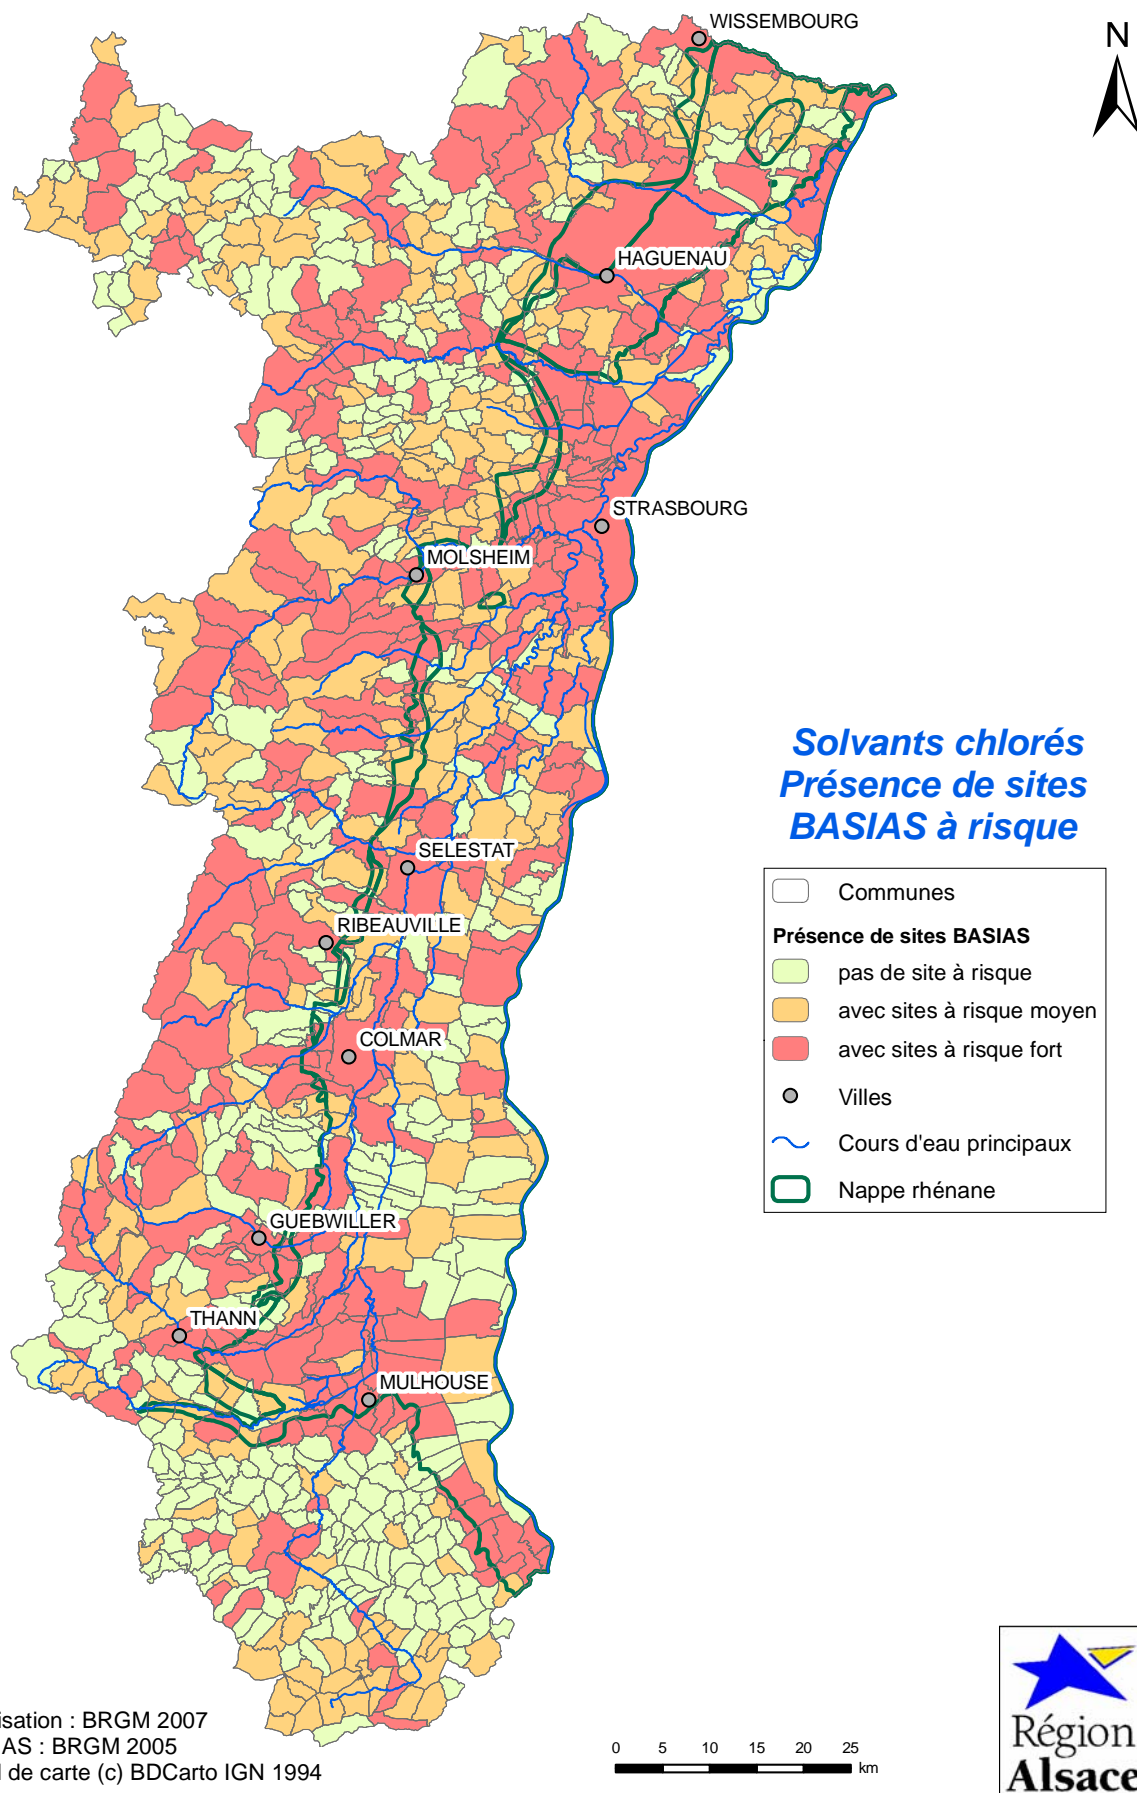 WISSEMBOURG
N
HAGUENAU
STRASBOURG
MOLSHEIM
Solvants chlorés
Présence de sites
BASIAS à risque
SELESTAT
Communes
RIBEAUVILLE
Présence de sites BASIAS
pas de site à risque
avec sites à risque moyen
COLMAR
avec sites à risque fort
Villes
Cours d'eau principaux
Nappe rhénane
GUEBWILLER
THANN
MULHOUSE
isation : BRGM 2007
IAS : BRGM 2005
de carte (c) BDCarto IGN 1994
0 5 10 15 20 25
km
Région
Alsace